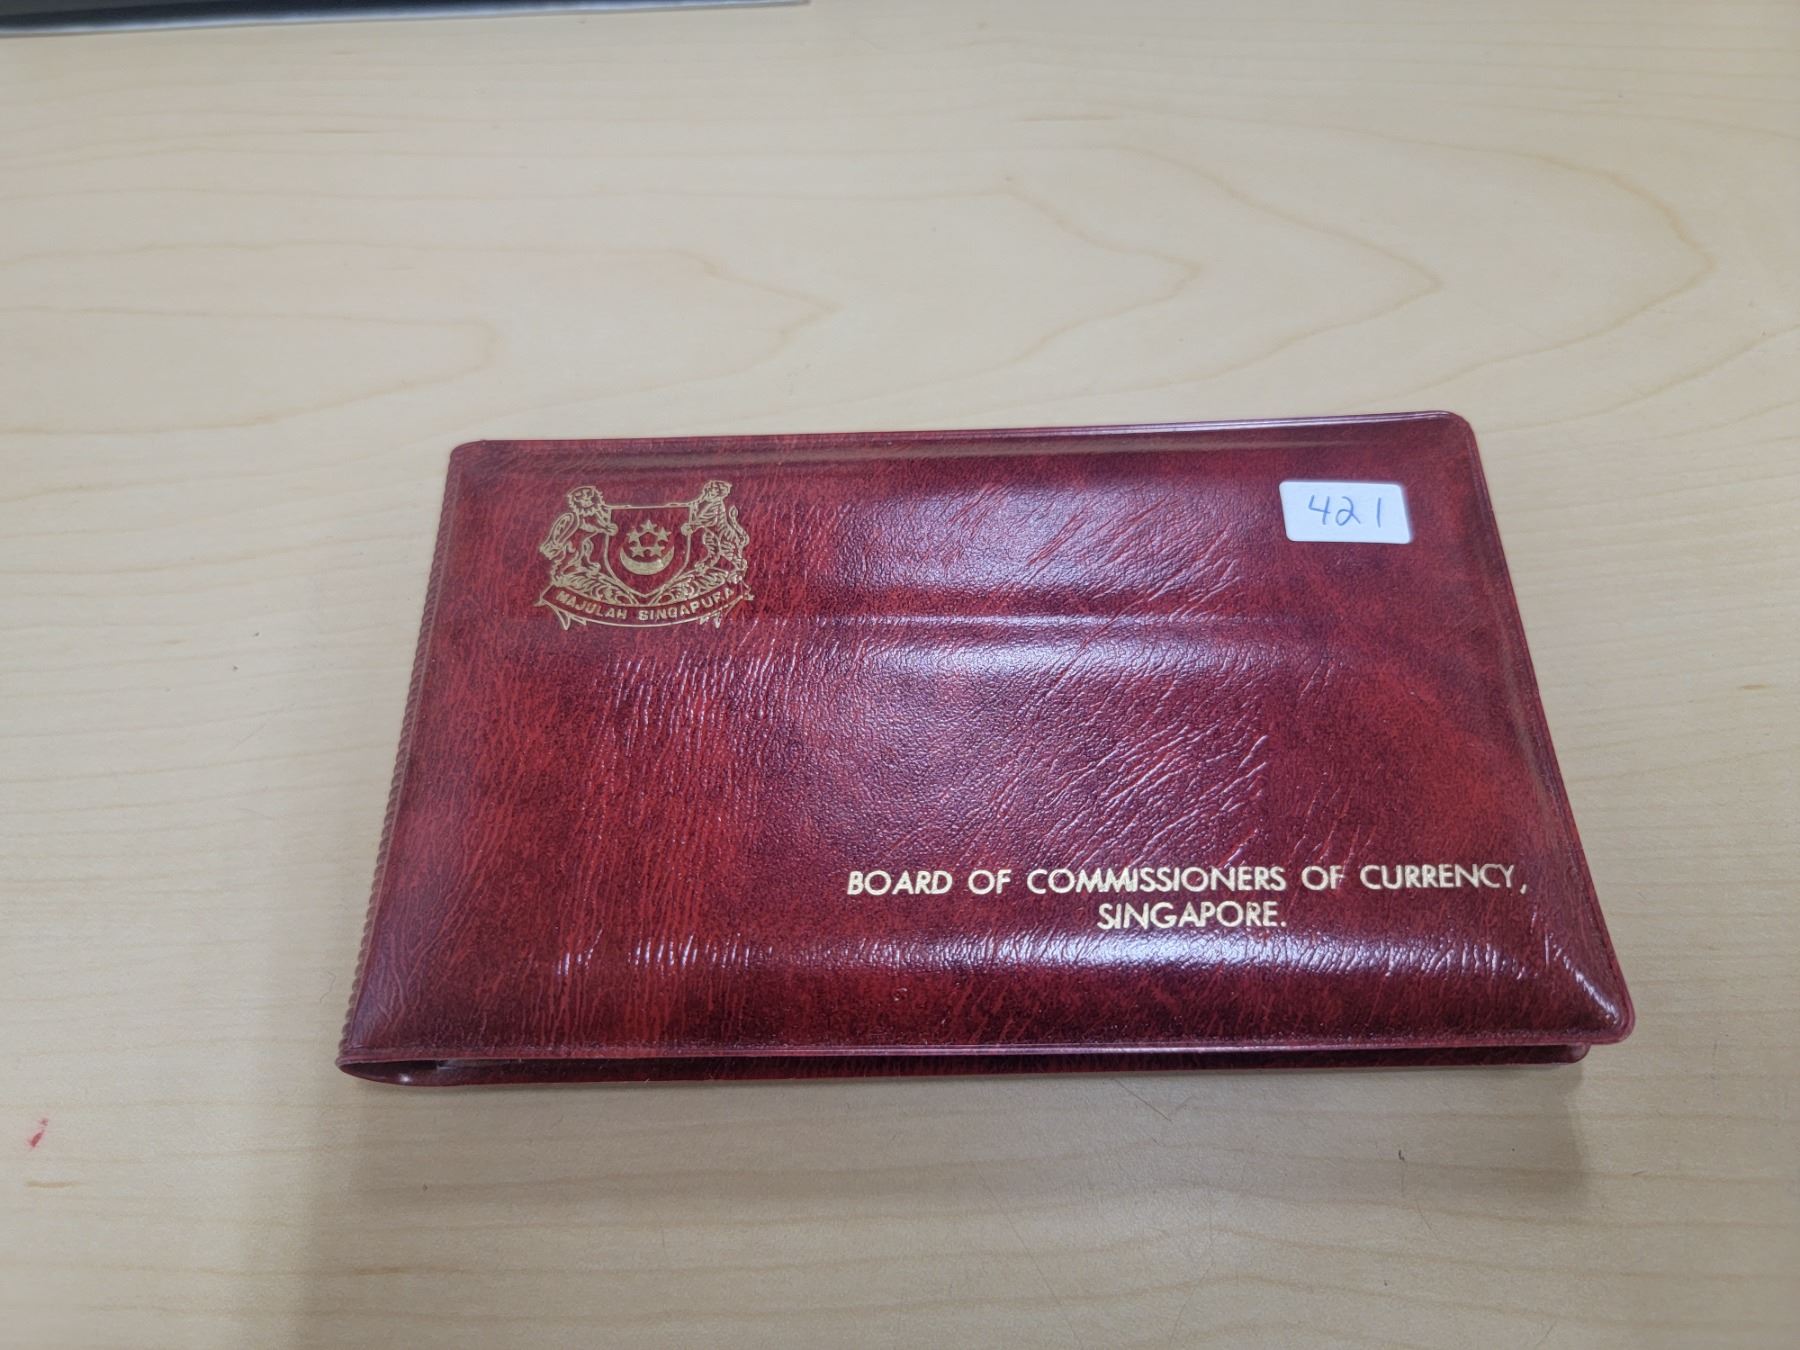 421
MAJULAH SINGAPURA
BOARD OF COMMISSIONERS OF CURRENCY,
SINGAPORE.